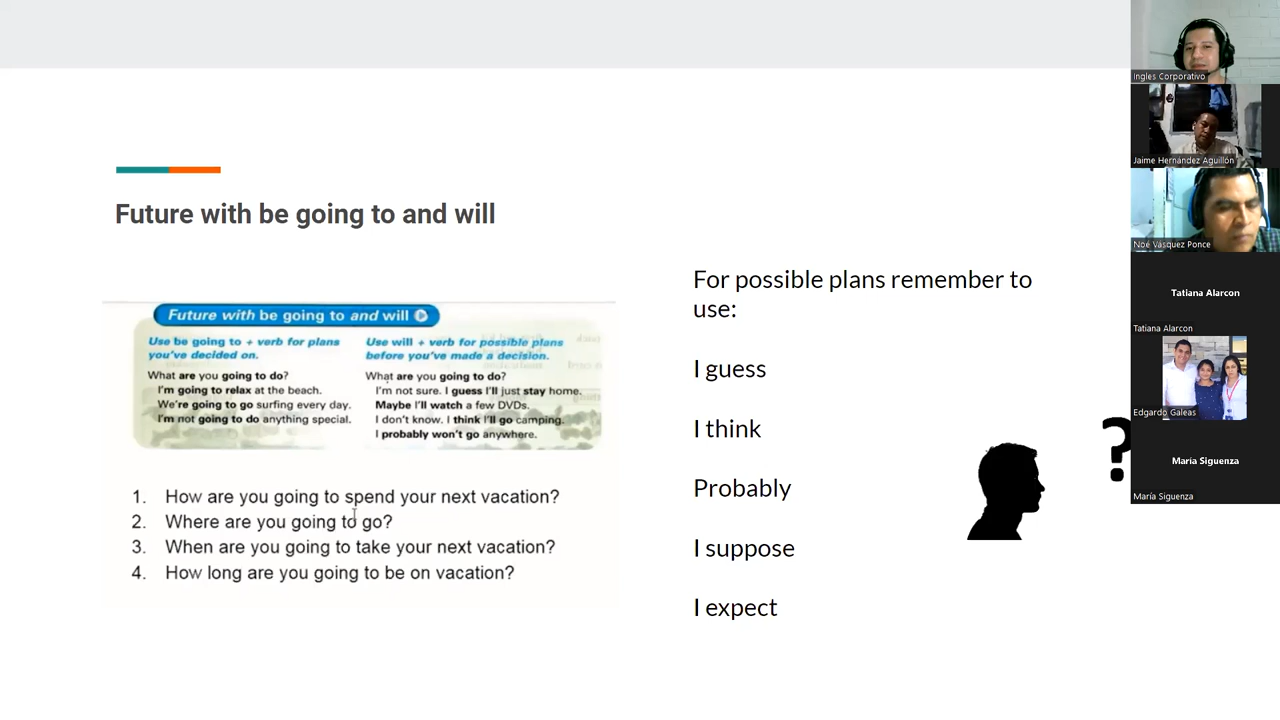 Future with be going to and will
Future with be going to and will
Use be going to + verb for plans
you've decided on.
What are you going to do?
I'm going to relax at the beach.
We're going to go surfing every day.
I'm not going to do anything special.
Use will + verb for possible plans
before you've made a decision.
What are you going to do?
I'm not sure. I guess I'll just stay home.
Maybe I'll watch a few DVDs.
I don't know. I think I'll go camping.
I probably won't go anywhere.
1. How are you going to spend your next vacation?
2. Where are you going to go?
3. When are you going to take your next vacation?
4. How long are you going to be on vacation?
For possible plans remember to
use:
I guess
I think
Probably
I suppose
I expect
?
Ingles Corporativo
Jaime Hernández Aguillón
Noé Vásquez Ponce
Tatiana Alarcon
Tatiana Alarcon
Edgardo Galeas
María Siguenza
María Siguenza